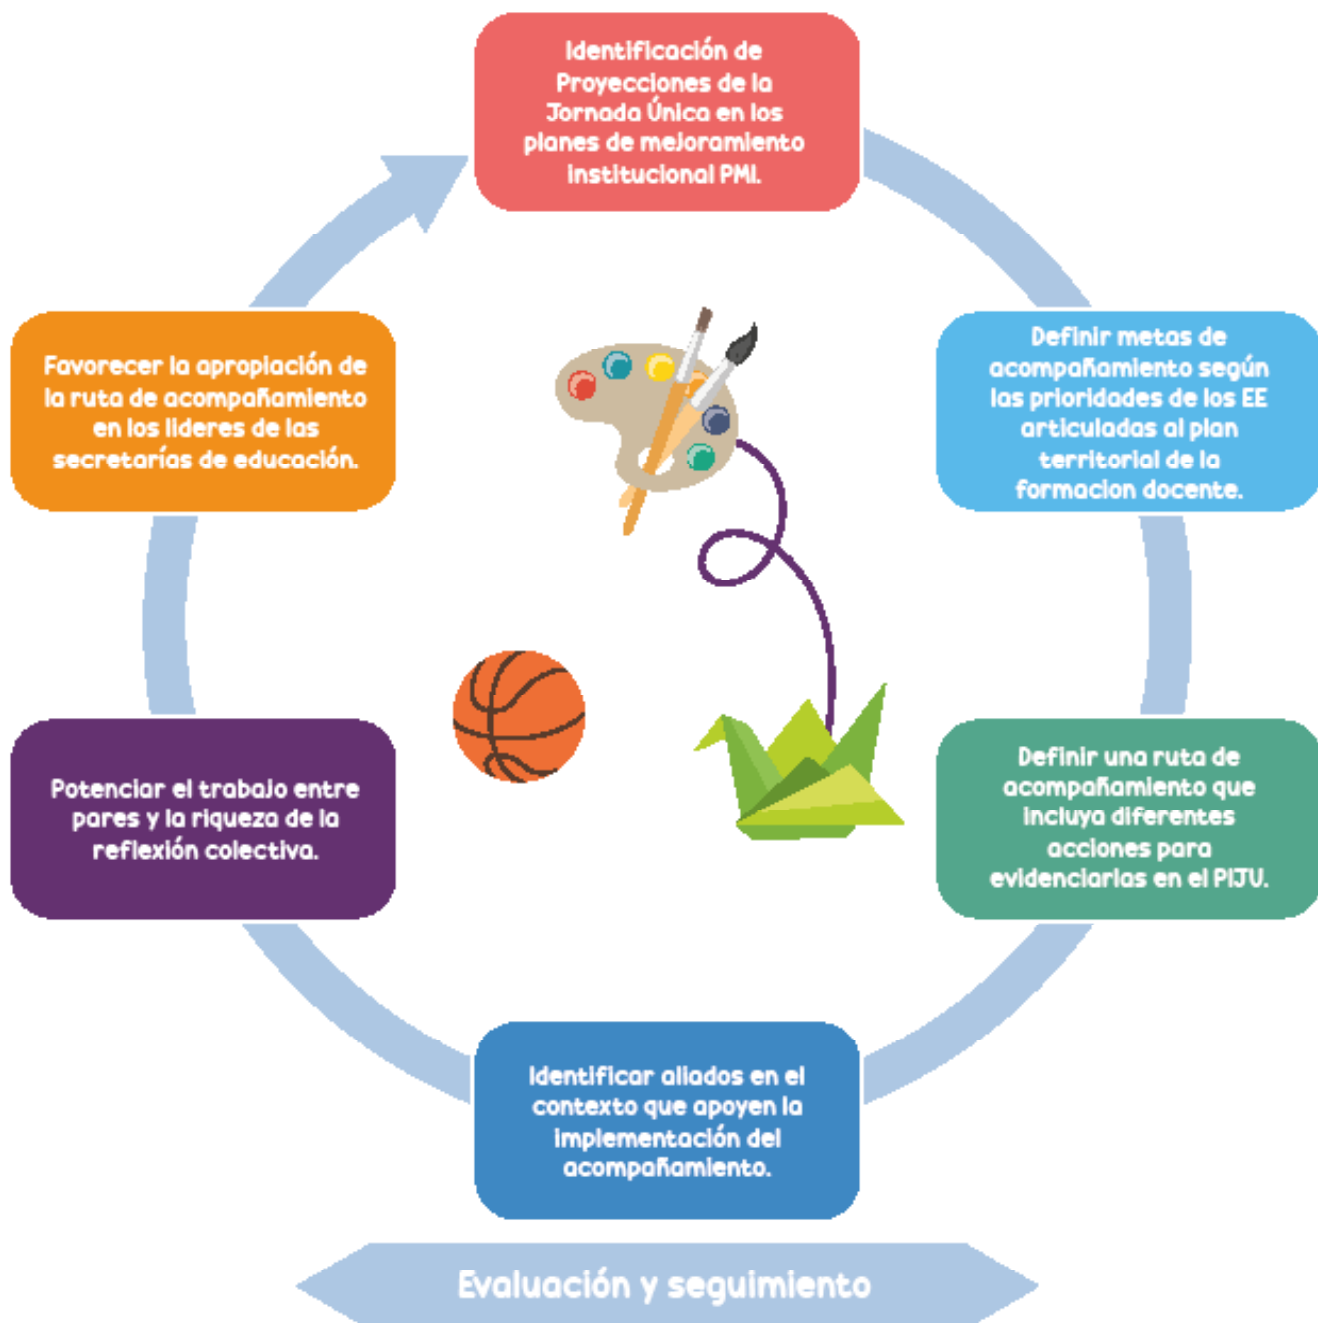 Identificación de
Proyecciones de la
Jornada Única en los
planes de mejoramiento
institucional PMI.
Definir metas de
acompañamiento según
las prioridades de los EE
articuladas al plan
territorial de la
formacion docente.
Definir una ruta de
acompañamiento que
incluya diferentes
acciones para
evidenciarlas en el PIJU.
Identificar aliados en el
contexto que apoyen la
implementación del
acompañamiento.
Potenciar el trabajo entre
pares y la riqueza de la
reflexión colectiva.
Favorecer la apropiación de
la ruta de acompañamiento
en los lideres de las
secretarías de educación.
Evaluación y seguimiento